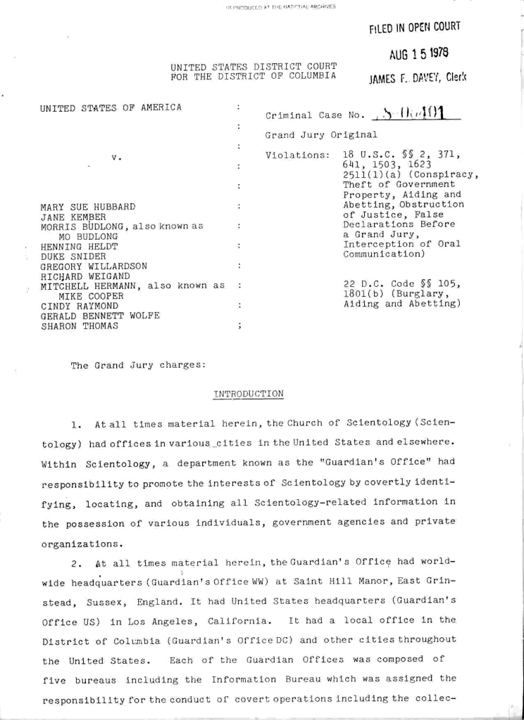 REPRODUCED AT THE NATIONAL ARCHIVES
FILED IN OPEN COURT
AUG 15 1978
JAMES F. DAVEY, Clerk
UNITED STATES DISTRICT COURT
FOR THE DISTRICT OF COLUMBIA
UNITED STATES OF AMERICA
v.
MARY SUE HUBBARD
JANE KEMBER
MORRIS BUDLONG, also known as
MO BUDLONG
HENNING HELDT
DUKE SNIDER
GREGORY WILLARDSON
RICHARD WEIGAND
MITCHELL HERMANN, also known as
MIKE COOPER
CINDY RAYMOND
GERALD BENNETT WOLFE
SHARON THOMAS
:
:
:
:
:
:
:
:
:
:
;
Criminal Case No.
Grand Jury Original
Violations: 18 U.S.C. §§ 2, 371,
641, 1503, 1623
2511(1)(a) (Conspiracy,
Theft of Government
Property, Aiding and
Abetting, Obstruction
of Justice, False
Declarations Before
a Grand Jury,
Interception of Oral
Communication)
22 D.C. Code §§ 105,
1801(b) (Burglary,
Aiding and Abetting)
The Grand Jury charges:
INTRODUCTION
1. At all times material herein, the Church of Scientology (Scien-
tology) had offices in various cities in the United States and elsewhere.
Within Scientology, a department known as the "Guardian's Office" had
responsibility to promote the interests of Scientology by covertly identi-
fying, locating, and obtaining all Scientology-related information in
the possession of various individuals, government agencies and private
organizations.
2. At all times material herein, the Guardian's Office had world-
wide headquarters (Guardian's Office WW) at Saint Hill Manor, East Grin-
stead, Sussex, England. It had United States headquarters (Guardian's
Office US) in Los Angeles, California. It had a local office in the
District of Columbia (Guardian's Office DC) and other cities throughout
the United States. Each of the Guardian Offices was composed of
five bureaus including the Information Bureau which was assigned the
responsibility for the conduct of covert operations including the collec-